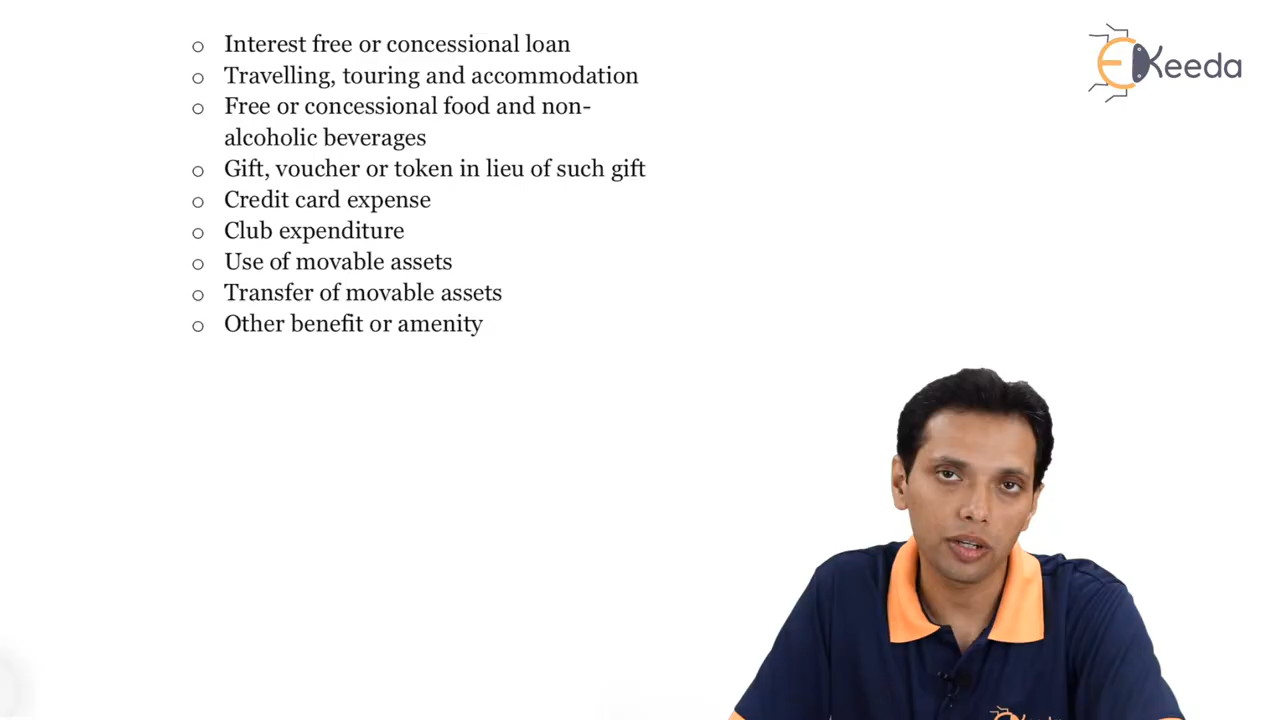 o Interest free or concessional loan
o Travelling, touring and accommodation
o Free or concessional food and non-
alcoholic beverages
o Gift, voucher or token in lieu of such gift
o Credit card expense
o Club expenditure
o Use of movable assets
o Transfer of movable assets
o Other benefit or amenity
EKeeda